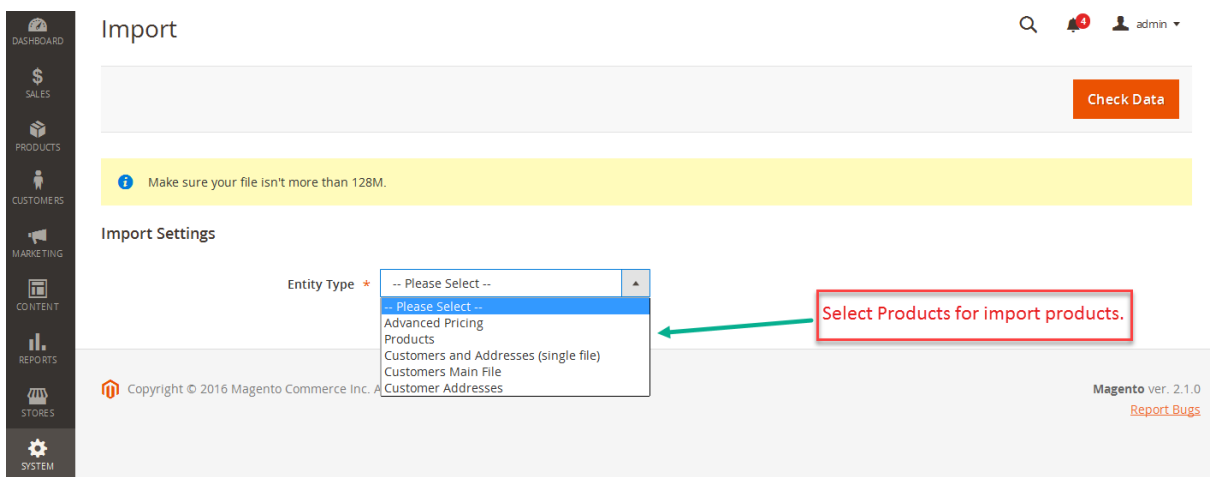 DASHBOARD
SALES
PRODUCTS
CUSTOMERS
MARKETING
CONTENT
REPORTS
STORES
SYSTEM
Import
4
admin
Check Data
Make sure your file isn't more than 128M.
Import Settings
Entity Type *
-- Please Select --
-- Please Select --
Advanced Pricing
Products
Customers and Addresses (single file)
Customers Main File
Customer Addresses
Select Products for import products.
Copyright © 2016 Magento Commerce Inc. A
Magento ver. 2.1.0
Report Bugs